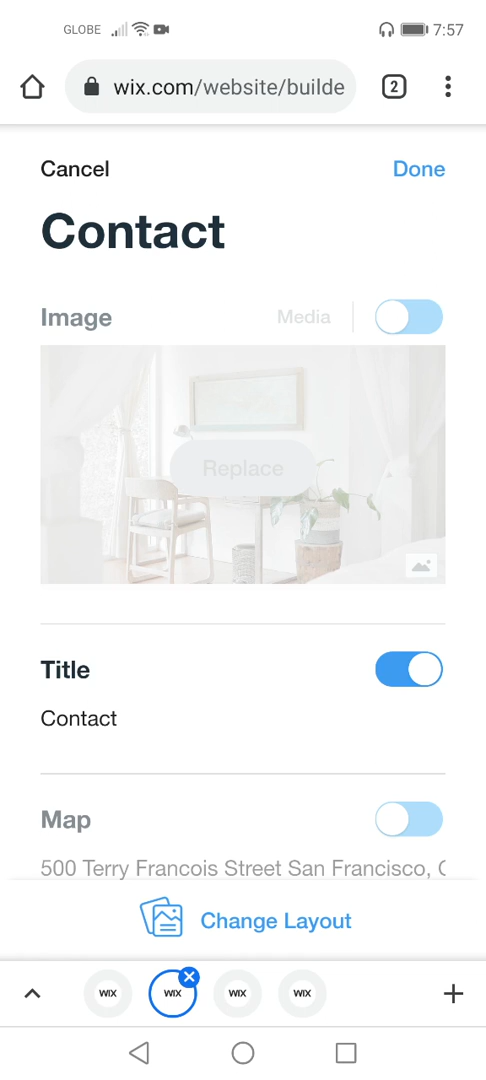 GLOBE 7:57
wix.com/website/builde 2
Cancel Done
Contact
Image Media
Replace
Title
Contact
Map
500 Terry Francois Street San Francisco, C
Change Layout
WIX WIX WIX WIX